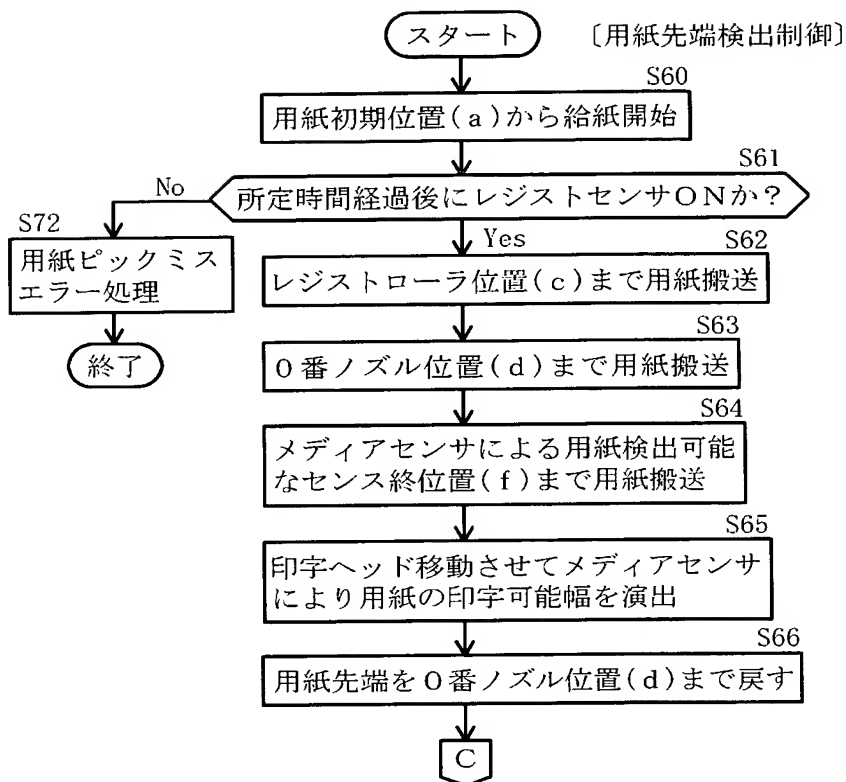 スタート
〔用紙先端検出制御〕
S60
用紙初期位置(a)から給紙開始
S61
所定時間経過後にレジストセンサONか？
No
Yes
S72
用紙ピックミス
エラー処理
終了
S62
レジストローラ位置(c)まで用紙搬送
S63
0番ノズル位置(d)まで用紙搬送
S64
メディアセンサによる用紙検出可能
なセンス終位置(f)まで用紙搬送
S65
印字ヘッド移動させてメディアセンサ
により用紙の印字可能幅を演出
S66
用紙先端を0番ノズル位置(d)まで戻す
C